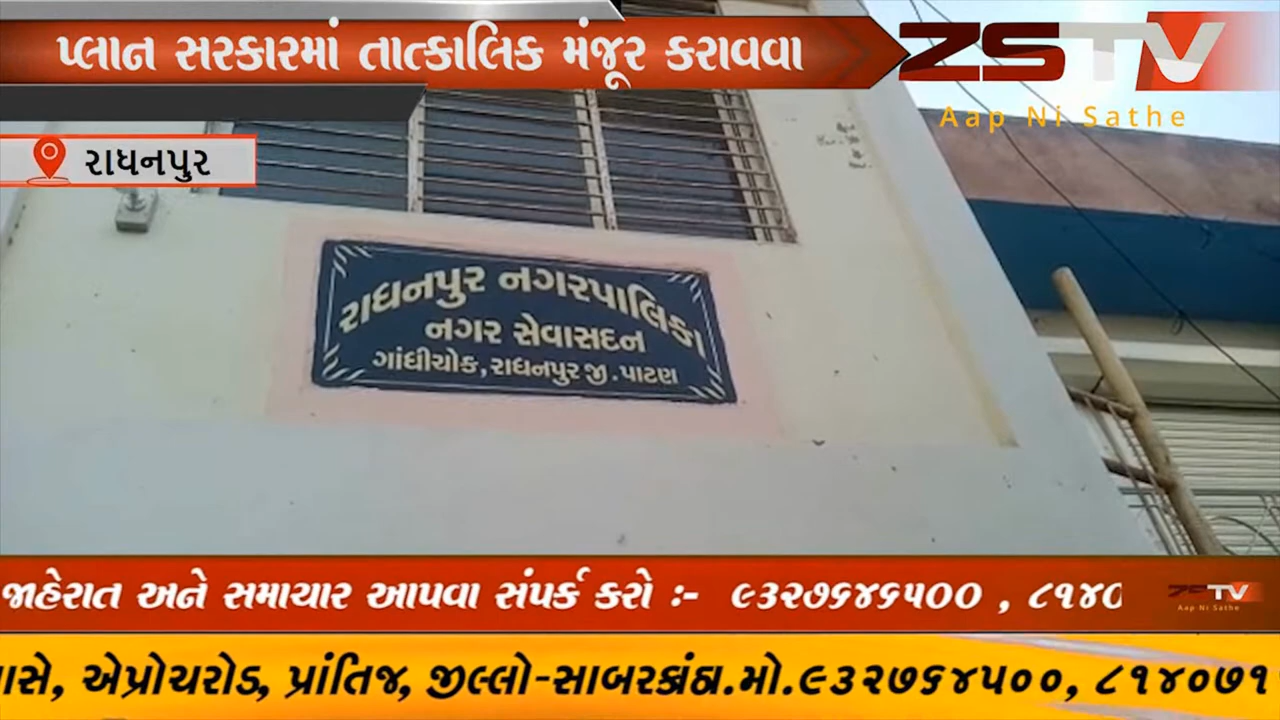 પ્લાન સરકારમાં તાત્કાલિક મંજૂર કરાવવા
ZSTV
Aap Ni Sathe
રાધનપુર
રાધનપુર નગરપાલિકા
નગર સેવાસદન
ગાંધીચોક, રાધનપુર જી. પાટણ
જાહેરાત અને સમાચાર આપવા સંપર્ક કરો :- ૯૩૨૭૬૪૬૫૦૦ , ૮૧૪૦
ZSTV
Aap Ni Sathe
ાસે, એપ્રોચરોડ, પ્રાંતિજ, જીલ્લો-સાબરકાંઠા.મો.૯૩૨૭૬૪૫૦૦, ૮૧૪૦૭૧